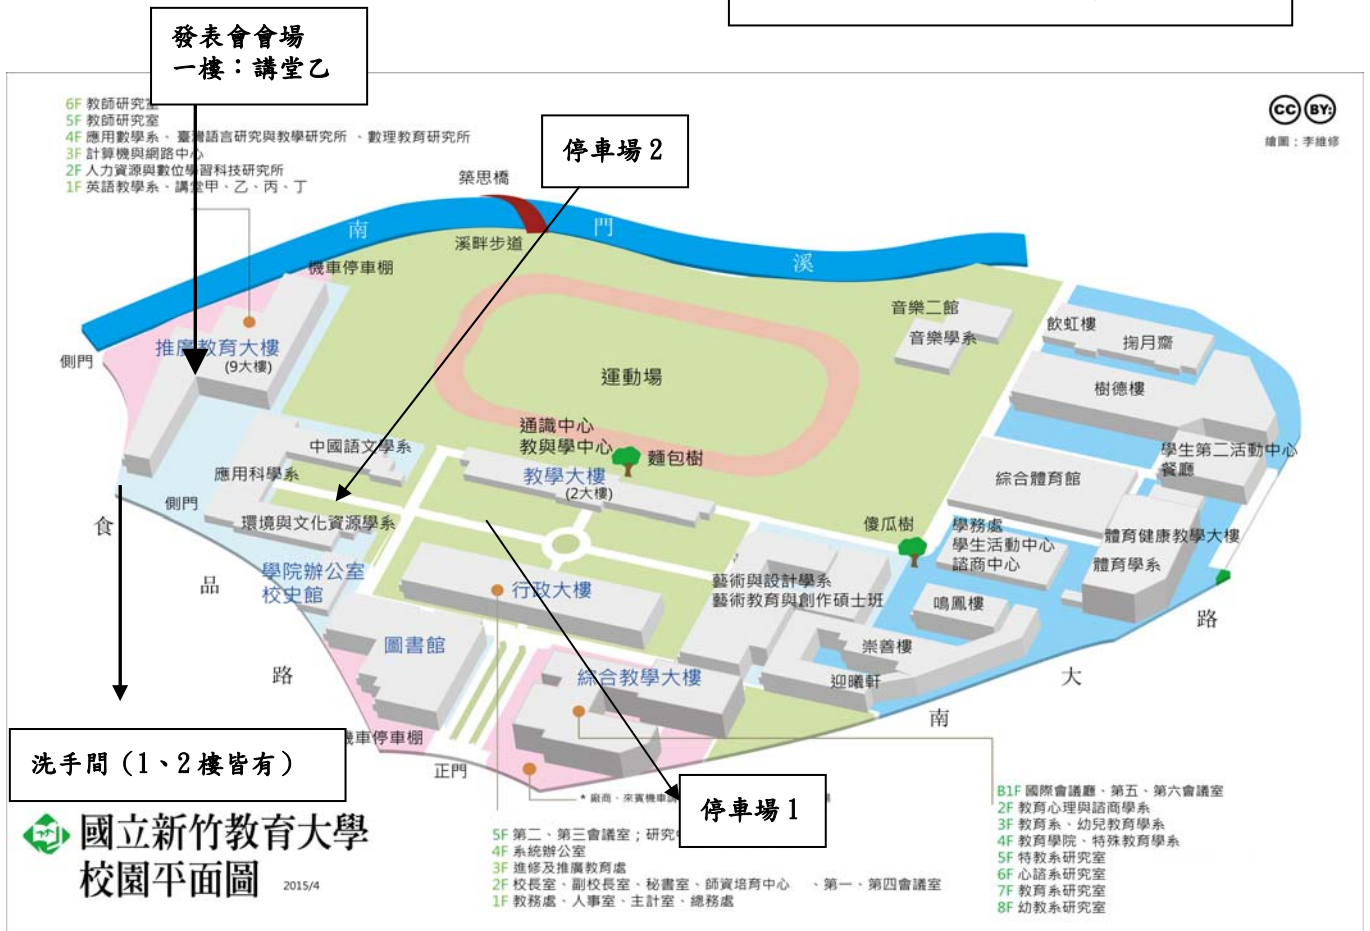 發表會會場
一樓：講堂乙
6F 教師研究室
5F 教師研究室
4F 應用數學系、臺灣語言研究與教學研究所、數理教育研究所
3F 計算機與網路中心
2F 人力資源與數位學習科技研究所
1F 英語教學系、講堂甲、乙、丙、丁
停車場 2
CC BY:
繪圖：李維修
築思橋
南
門
溪
溪畔步道
機車停車棚
音樂二館
音樂學系
飲虹樓
掬月齋
側門
推廣教育大樓
(9大樓)
運動場
樹德樓
通識中心
教與學中心
麵包樹
中國語文學系
教學大樓
(2大樓)
應用科學系
學生第二活動中心
餐廳
綜合體育館
側門
環境與文化資源學系
食
品
路
傻瓜樹
學務處
學生活動中心
諮商中心
體育健康教學大樓
體育學系
學院辦公室
校史館
行政大樓
藝術與設計學系
藝術教育與創作碩士班
鳴鳳樓
圖書館
崇善樓
綜合教學大樓
迎曦軒
南
大
路
機車停車棚
正門
洗手間（1、2 樓皆有）
* 廠商、來賓機車
停車場 1
國立新竹教育大學
校園平面圖 2015/4
5F 第二、第三會議室；研究
4F 系統辦公室
3F 進修及推廣教育處
2F 校長室、副校長室、秘書室、師資培育中心 、第一、第四會議室
1F 教務處、人事室、主計室、總務處
B1F 國際會議廳、第五、第六會議室
2F 教育心理與諮商學系
3F 教育系、幼兒教育學系
4F 教育學院、特殊教育學系
5F 特教系研究室
6F 心諮系研究室
7F 教育系研究室
8F 幼教系研究室